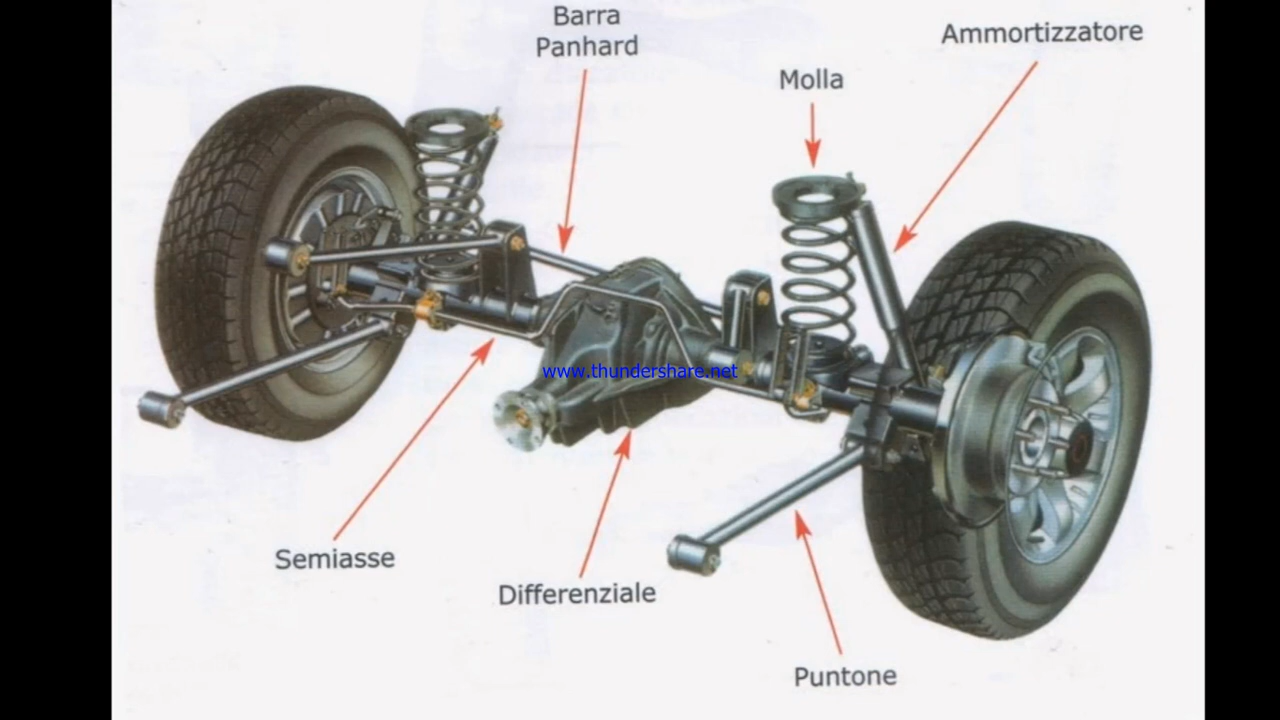 Barra
Panhard
Ammortizzatore
Molla
www.thundershare.net
Semiasse
Differenziale
Puntone